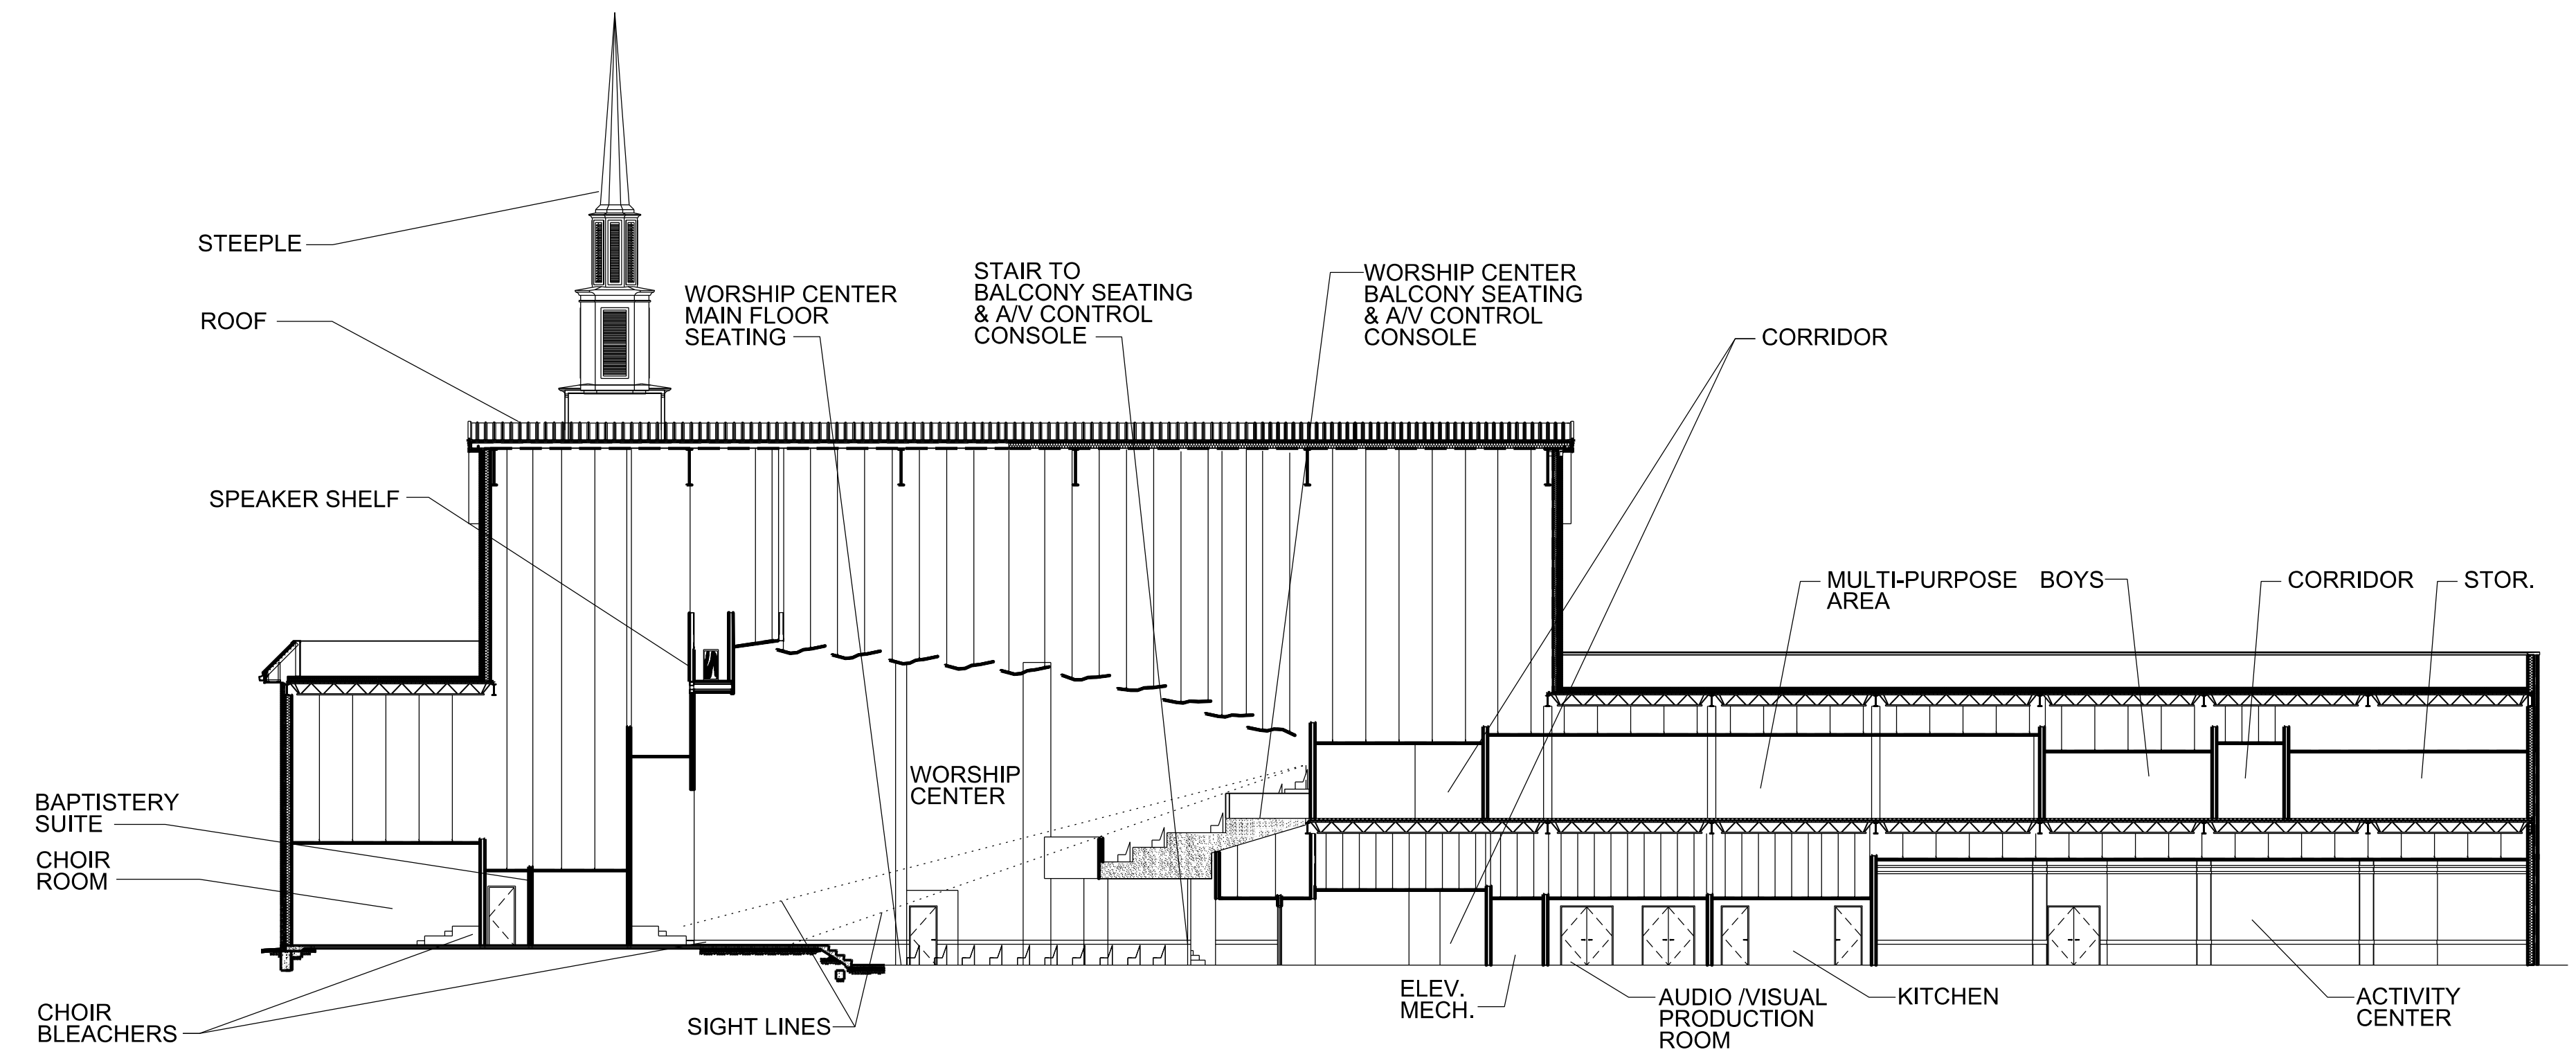 STEEPLE
ROOF
WORSHIP CENTER
MAIN FLOOR
SEATING
STAIR TO
BALCONY SEATING
& A/V CONTROL
CONSOLE
WORSHIP CENTER
BALCONY SEATING
& A/V CONTROL
CONSOLE
CORRIDOR
SPEAKER SHELF
MULTI-PURPOSE
AREA
BOYS
CORRIDOR
STOR.
WORSHIP
CENTER
BAPTISTERY
SUITE
CHOIR
ROOM
CHOIR
BLEACHERS
SIGHT LINES
ELEV.
MECH.
AUDIO /VISUAL
PRODUCTION
ROOM
KITCHEN
ACTIVITY
CENTER